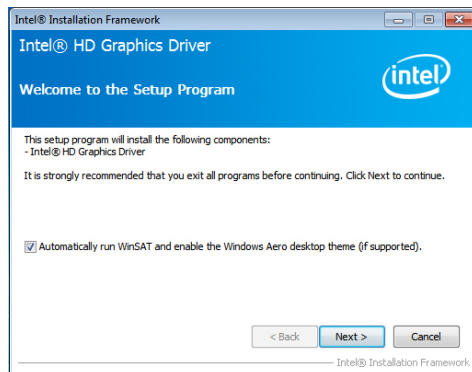 Intel® Installation Framework
Intel® HD Graphics Driver
intel
Welcome to the Setup Program
This setup program will install the following components:
- Intel® HD Graphics Driver
It is strongly recommended that you exit all programs before continuing. Click Next to continue.
Automatically run WinSAT and enable the Windows Aero desktop theme (if supported).
< Back Next > Cancel
Intel® Installation Framework